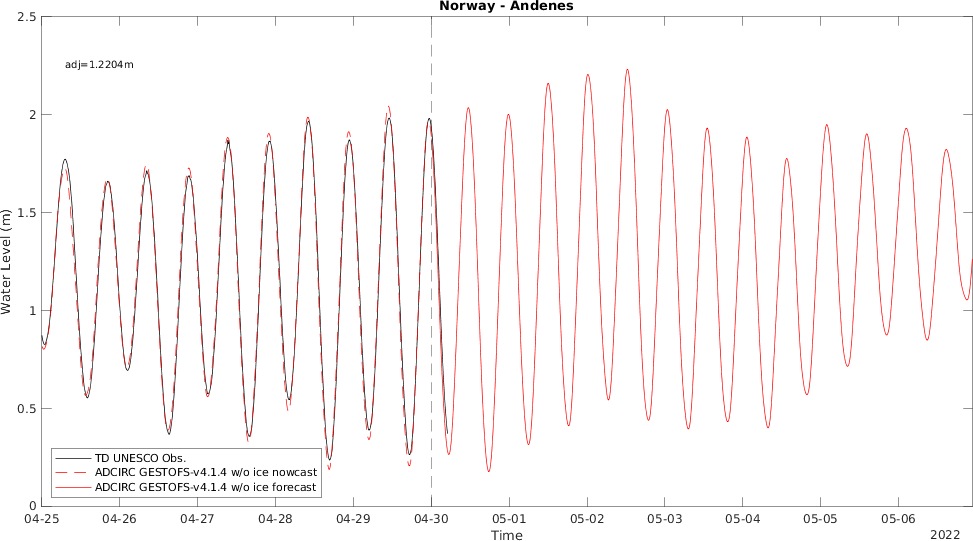 Norway - Andenes
2.5
adj=1.2204m
2
1.5
Water Level (m)
1
0.5
TD UNESCO Obs.
ADCIRC GESTOFS-v4.1.4 w/o ice nowcast
ADCIRC GESTOFS-v4.1.4 w/o ice forecast
0
04-25 04-26 04-27 04-28 04-29 04-30 05-01 05-02 05-03 05-04 05-05 05-06
Time
2022